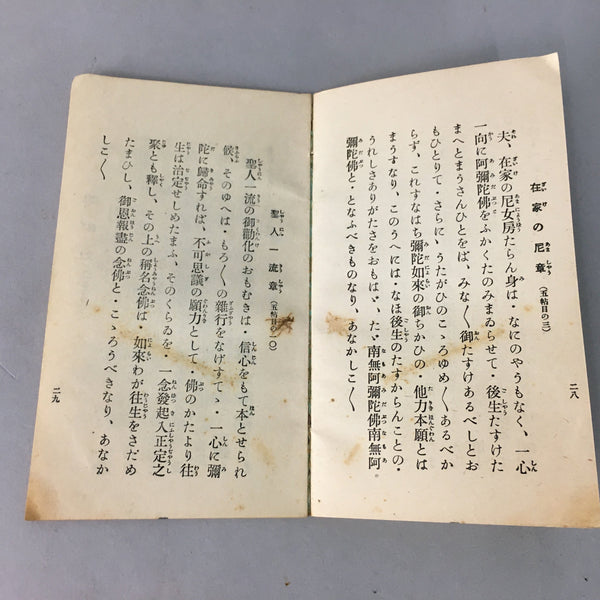 在家の尼章(五帖目の三)
夫、在家の尼女房たらん身は・なにのやうもなく、一心
一向に阿彌陀佛をふかくたのみまゐらせて・後生たすけた
まへとまうさんひとをば、みな〳〵御たすけあるべしとお
もひとりて・さらに、うたがひのこゝろゆめ〳〵あるべか
らず、これすなはち彌陀如來の御ちかひの・他力本願とは
まうすなり、このうへには・なほ後生のたすからんことの・
うれしさありがたさをおもはゞ・たゞ南無阿彌陀佛南無阿
彌陀佛と・となふべきものなり、あなかしこ〳〵
二八
聖人一流章(五帖目の一〇)
聖人一流の御勸化のおもむきは・信心をもて本とせられ
候、そのゆへは・もろ〳〵の雜行をなげすてゝ・一心に彌
陀に歸命すれば、不可思議の願力として・佛のかたより往
生は治定せしめたまふ、そのくらゐを・一念發起入正定之
聚とも釋し、その上の稱名念佛は・如來わが往生をさだめ
たまひし、御恩報盡の念佛と・こゝろうべきなり、あなか
しこ〳〵
二九